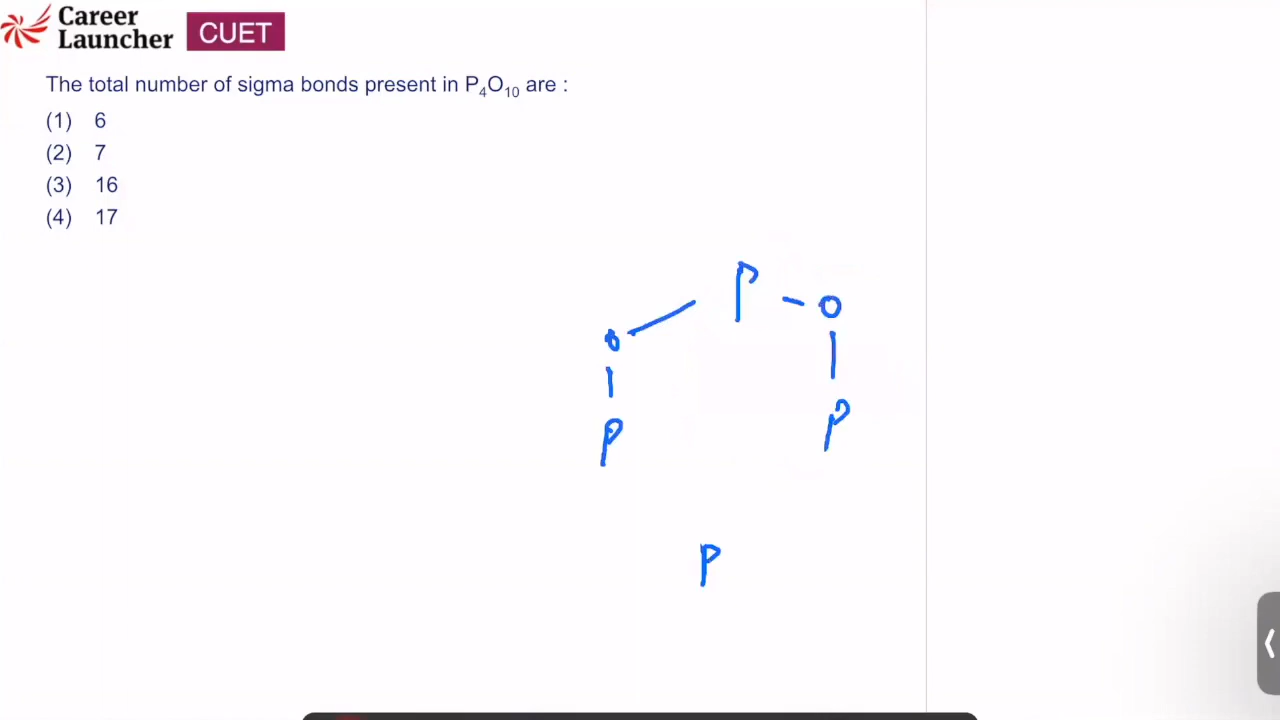 Career
Launcher CUET
The total number of sigma bonds present in P₄O₁₀ are :
(1) 6
(2) 7
(3) 16
(4) 17
P - O
O
P
P
P